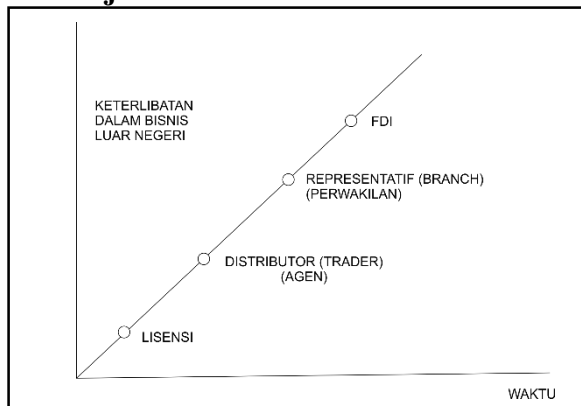 KETERLIBATAN
DALAM BISNIS
LUAR NEGERI
FDI
REPRESENTATIF (BRANCH)
(PERWAKILAN)
DISTRIBUTOR (TRADER)
(AGEN)
LISENSI
WAKTU